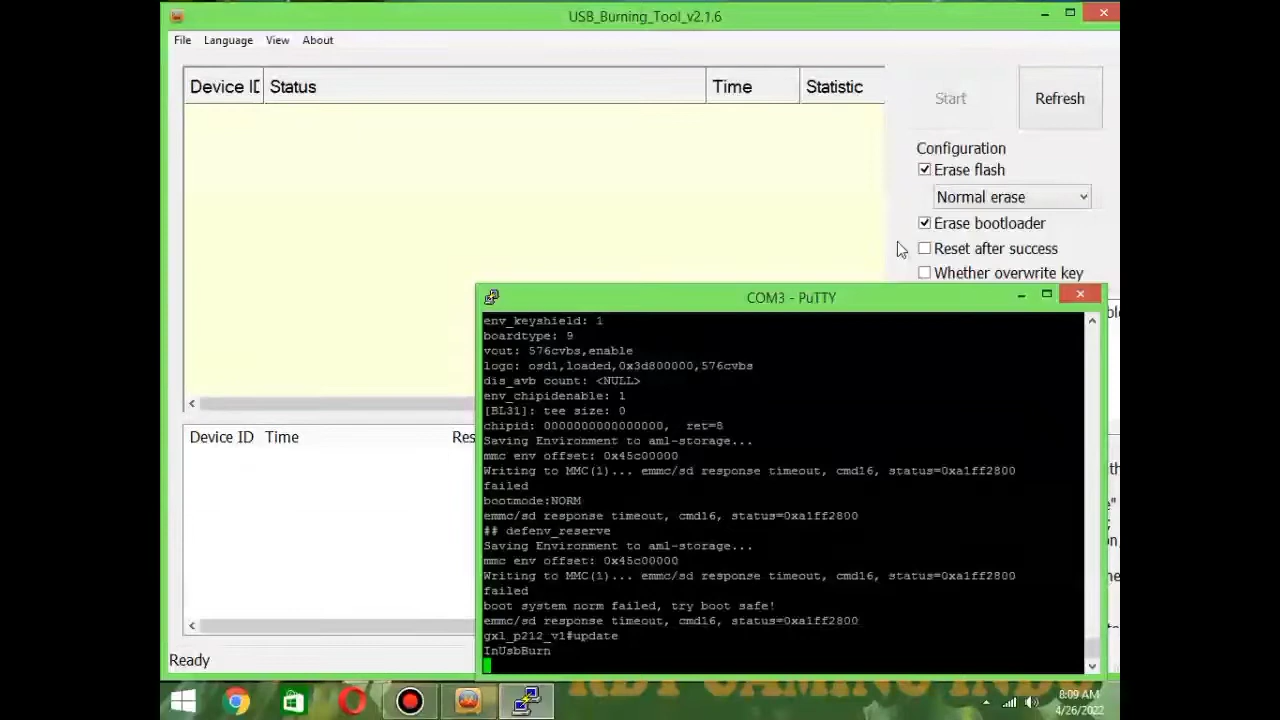 USB_Burning_Tool_v2.1.6
File Language View About
Device ID Status Time Statistic
Start Refresh
Configuration
Erase flash
Normal erase
Erase bootloader
Reset after success
Whether overwrite key
Device ID Time Res
Ready
COM3 - PuTTY
env_keyshield: 1
boardtype: 9
vout: 576cvbs,enable
logo: osd1,loaded,0x3d800000,576cvbs
dis_avb count: <NULL>
env_chipidenable: 1
[BL31]: tee size: 0
chipid: 0000000000000000, ret=8
Saving Environment to aml-storage...
mmc env offset: 0x45c00000
Writing to MMC(1)... emmc/sd response timeout, cmd16, status=0xa1ff2800
failed
bootmode:NORM
emmc/sd response timeout, cmd16, status=0xa1ff2800
## defenv_reserve
Saving Environment to aml-storage...
mmc env offset: 0x45c00000
Writing to MMC(1)... emmc/sd response timeout, cmd16, status=0xa1ff2800
failed
boot system norm failed, try boot safe!
emmc/sd response timeout, cmd16, status=0xa1ff2800
gxl_p212_v1#update
InUsbBurn
8:09 AM
4/26/2022